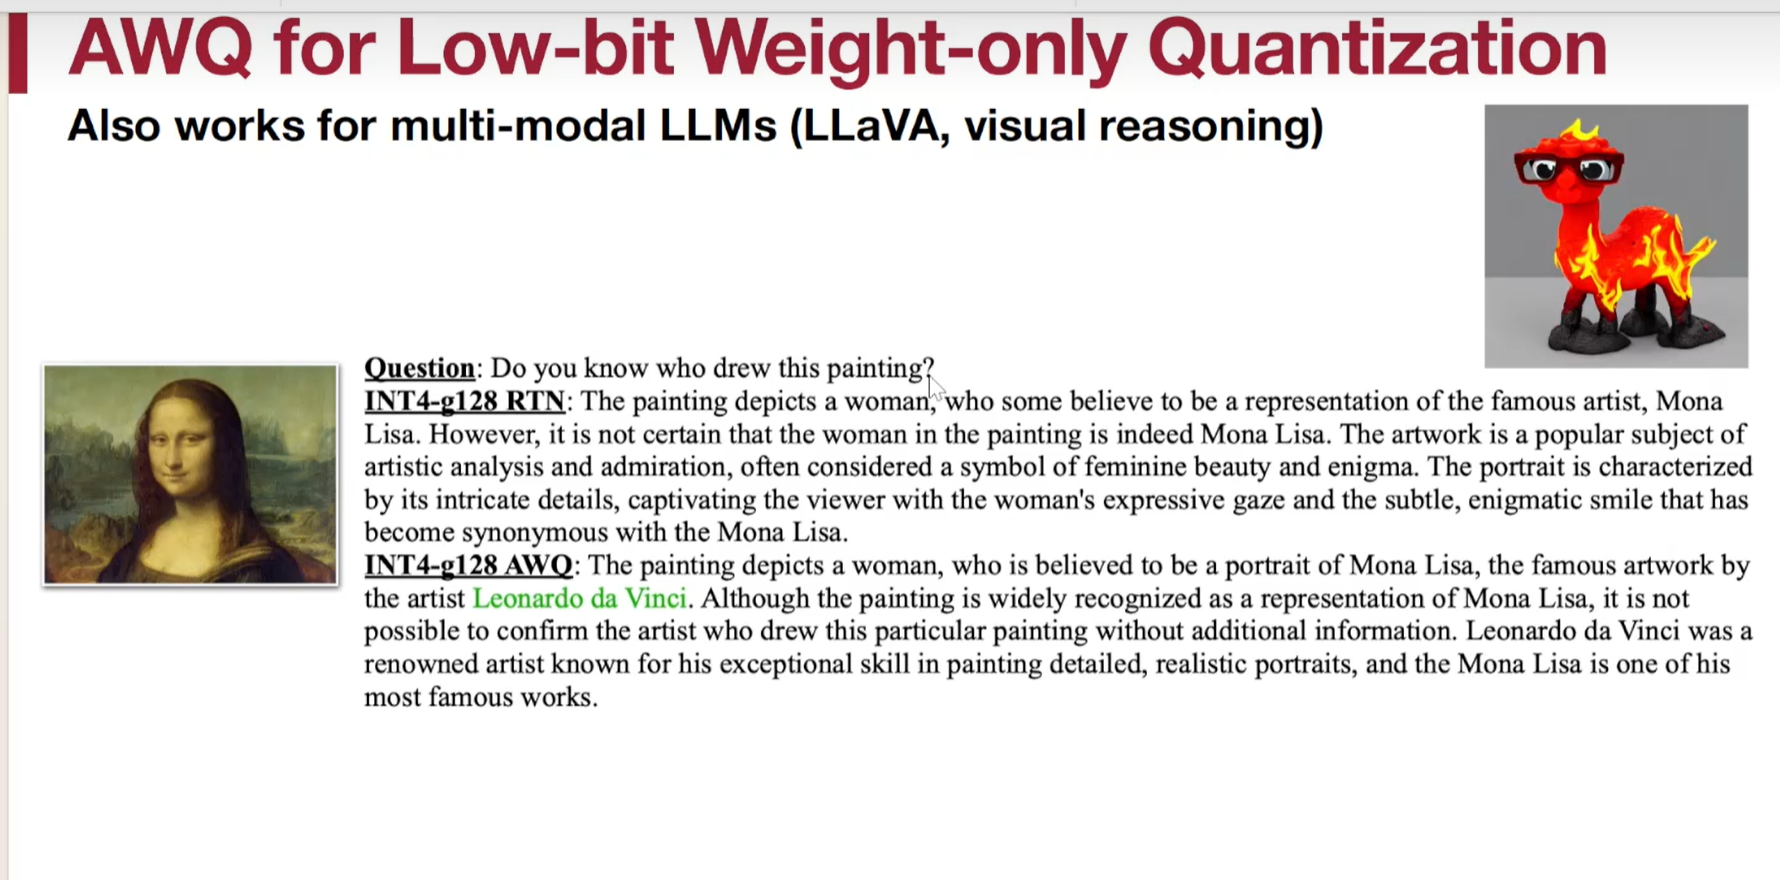 AWQ for Low-bit Weight-only Quantization
Also works for multi-modal LLMs (LLaVA, visual reasoning)
Question: Do you know who drew this painting?
INT4-g128 RTN: The painting depicts a woman, who some believe to be a representation of the famous artist, Mona
Lisa. However, it is not certain that the woman in the painting is indeed Mona Lisa. The artwork is a popular subject of
artistic analysis and admiration, often considered a symbol of feminine beauty and enigma. The portrait is characterized
by its intricate details, captivating the viewer with the woman's expressive gaze and the subtle, enigmatic smile that has
become synonymous with the Mona Lisa.
INT4-g128 AWQ: The painting depicts a woman, who is believed to be a portrait of Mona Lisa, the famous artwork by
the artist Leonardo da Vinci. Although the painting is widely recognized as a representation of Mona Lisa, it is not
possible to confirm the artist who drew this particular painting without additional information. Leonardo da Vinci was a
renowned artist known for his exceptional skill in painting detailed, realistic portraits, and the Mona Lisa is one of his
most famous works.